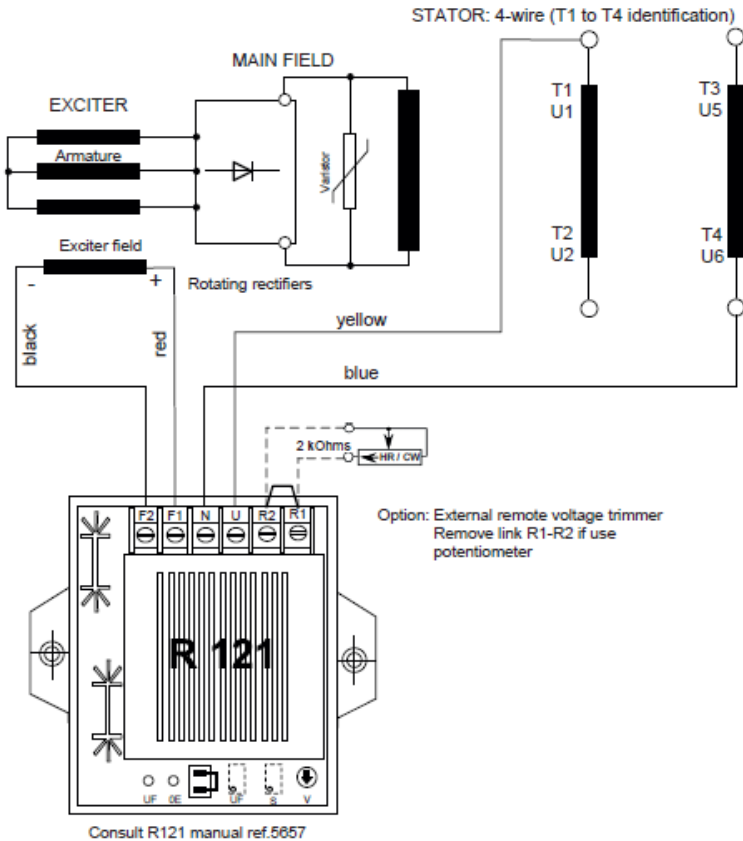 STATOR: 4-wire (T1 to T4 identification)
MAIN FIELD
EXCITER
Armature
Varistor
T1
U1
T3
U5
T2
U2
T4
U6
Exciter field
- +
Rotating rectifiers
black
red
yellow
blue
2 kOhms
HR / CW
F2 F1 N U R2 R1
Option: External remote voltage trimmer
Remove link R1-R2 if use
potentiometer
R 121
UF 0E UF S V
Consult R121 manual ref.5657